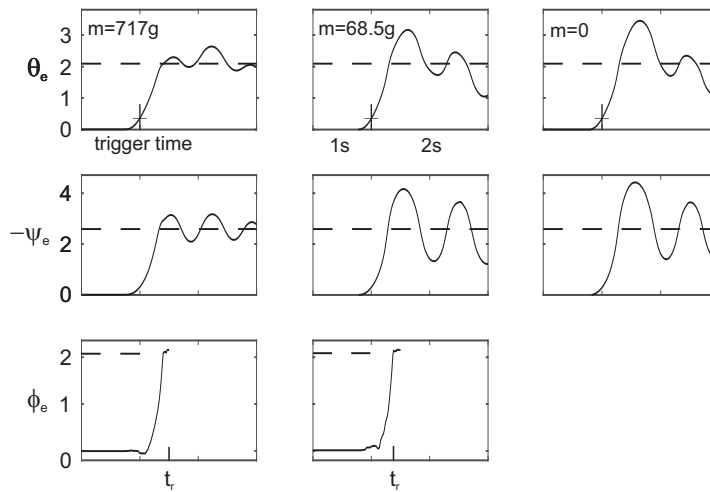 m=717g m=68.5g m=0
3
θe 2
1
0
trigger time 1s 2s
4
−ψe 2
0
2
ϕe 1
0
tr tr